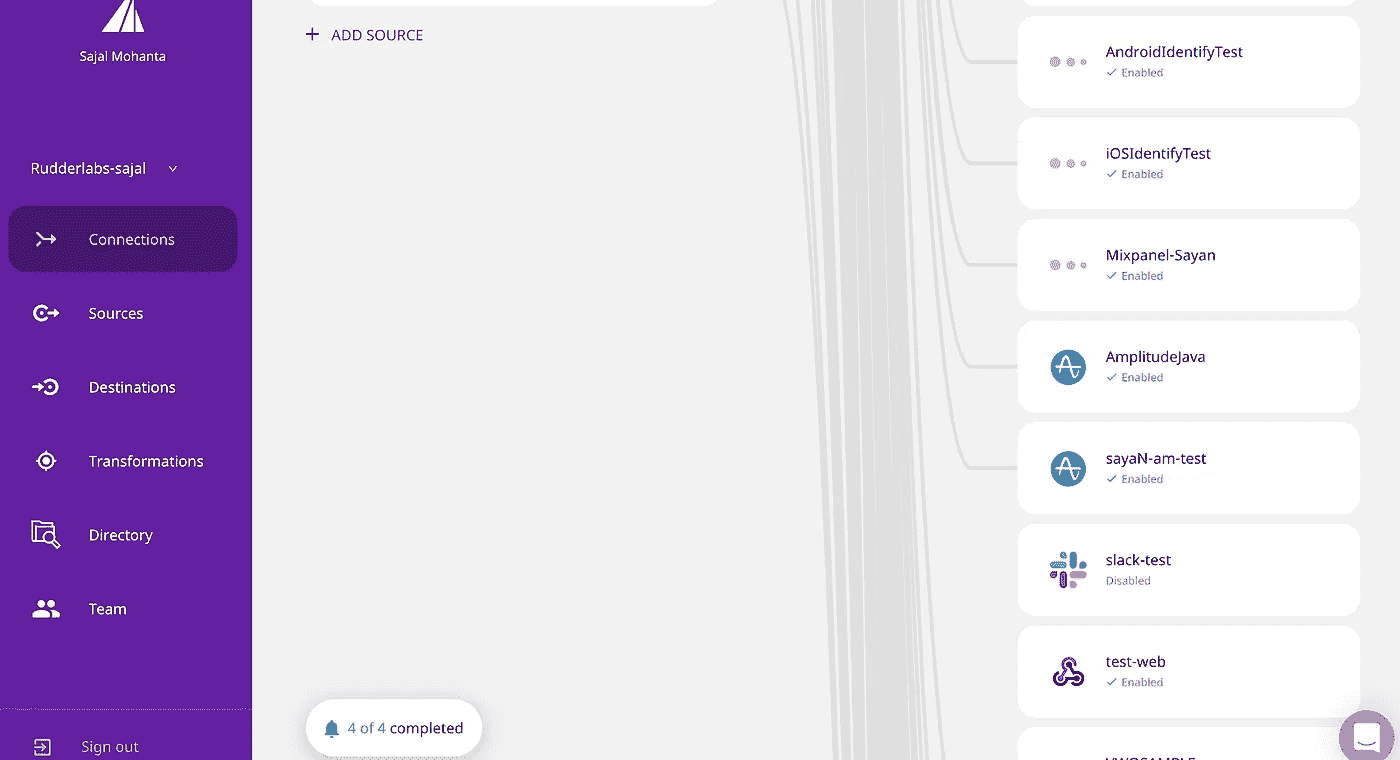 Sajal Mohanta
Rudderlabs-sajal
Connections
Sources
Destinations
Transformations
Directory
Team
Sign out
+ ADD SOURCE
4 of 4 completed
AndroidIdentifyTest
Enabled
iOSIdentifyTest
Enabled
Mixpanel-Sayan
Enabled
AmplitudeJava
Enabled
sayaN-am-test
Enabled
slack-test
Disabled
test-web
Enabled